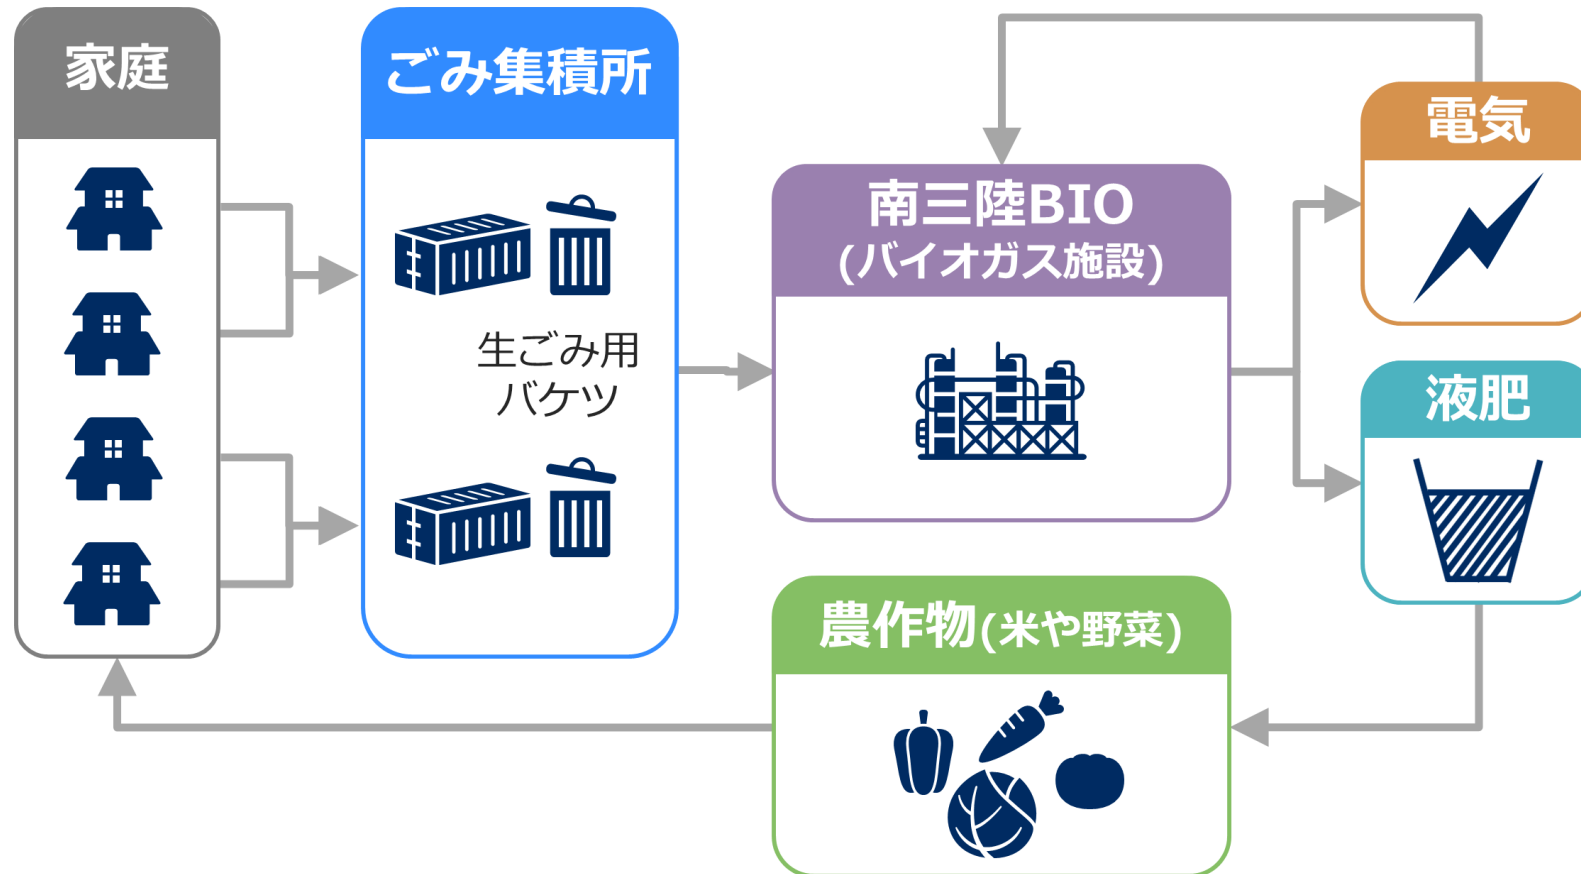 家庭
ごみ集積所
生ごみ用
バケツ
南三陸BIO
(バイオガス施設)
電気
液肥
農作物(米や野菜)